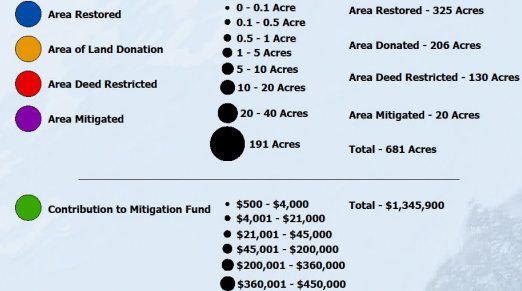 Area Restored
0 - 0.1 Acre
Area Restored - 325 Acres
0.1 - 0.5 Acre
0.5 - 1 Acre
Area of Land Donation
1 - 5 Acres
Area Donated - 206 Acres
5 - 10 Acres
Area Deed Restricted
10 - 20 Acres
Area Deed Restricted - 130 Acres
Area Mitigated
20 - 40 Acres
Area Mitigated - 20 Acres
191 Acres
Total - 681 Acres
Contribution to Mitigation Fund
$500 - $4,000
Total - $1,345,900
$4,001 - $21,000
$21,001 - $45,000
$45,001 - $200,000
$200,001 - $360,000
$360,001 - $450,000